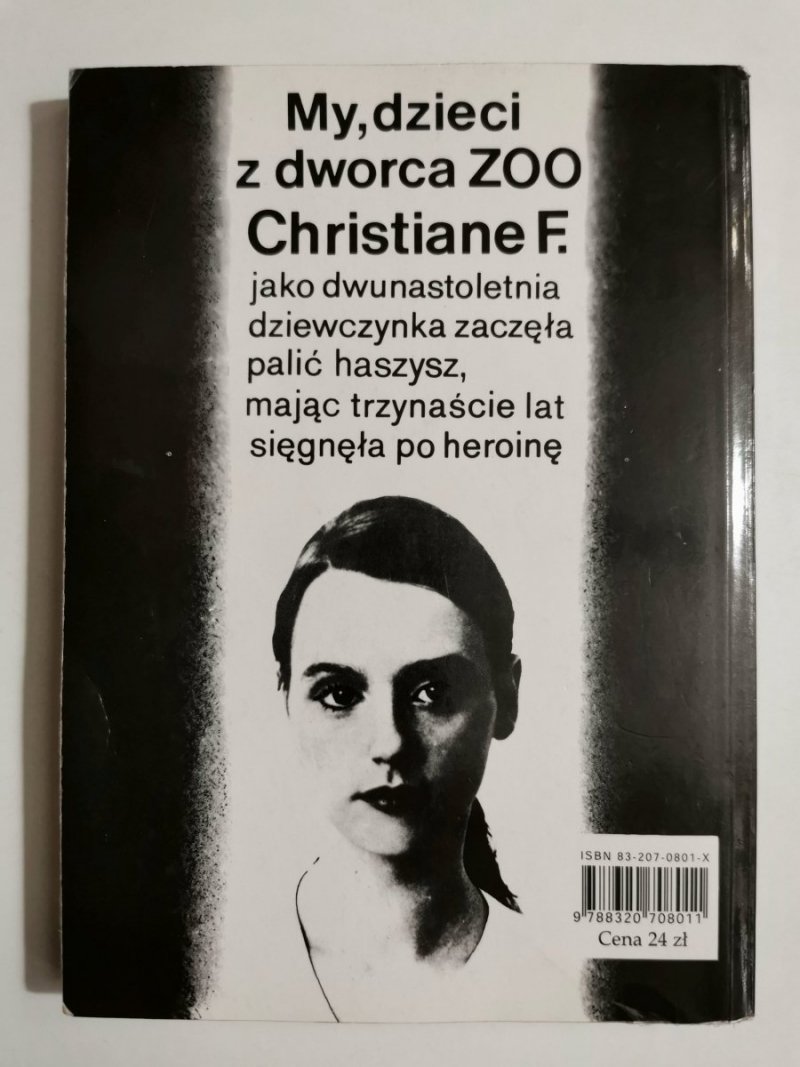 My, dzieci
z dworca ZOO
Christiane F.
jako dwunastoletnia
dziewczynka zaczęła
palić haszysz,
mając trzynaście lat
sięgnęła po heroinę
ISBN 83-207-0801-X
9 788320 708011
Cena 24 zł